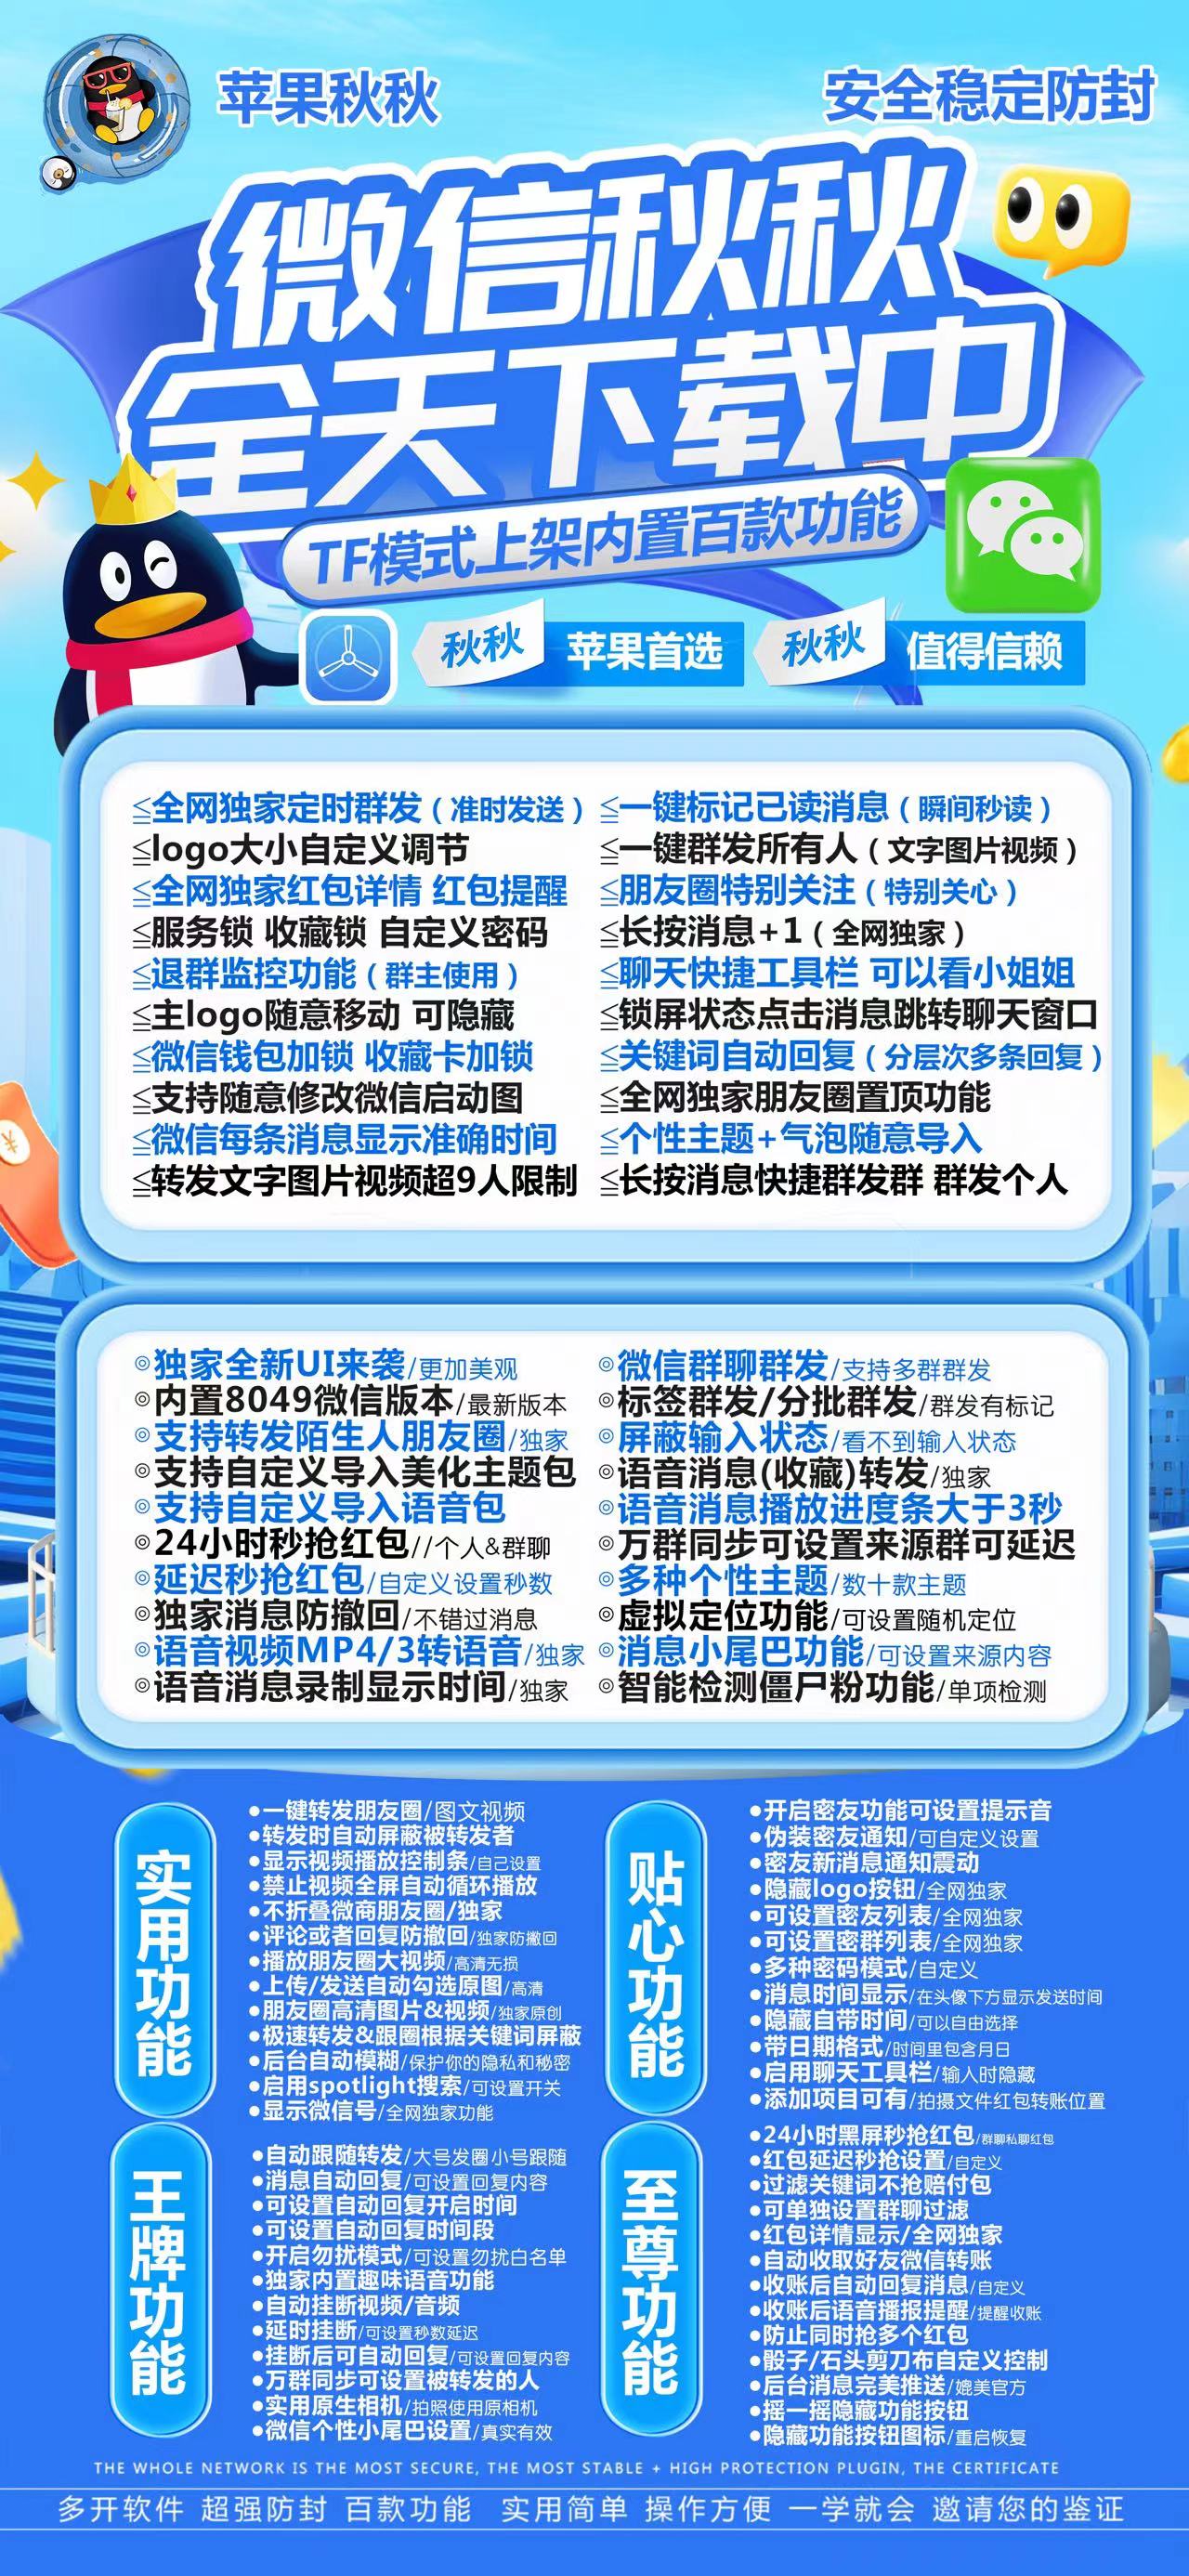 苹果秋秋
安全稳定防封
微信秋秋
全天下载中
TF模式上架内置百款功能
秋秋 苹果首选
秋秋 值得信赖
≦全网独家定时群发(准时发送)
≦logo大小自定义调节
≦全网独家红包详情 红包提醒
≦服务锁 收藏锁 自定义密码
≦退群监控功能(群主使用)
≦主logo随意移动 可隐藏
≦微信钱包加锁 收藏卡加锁
≦支持随意修改微信启动图
≦微信每条消息显示准确时间
≦转发文字图片视频超9人限制
≦一键标记已读消息(瞬间秒读)
≦一键群发所有人(文字图片视频)
≦朋友圈特别关注(特别关心)
≦长按消息+1(全网独家)
≦聊天快捷工具栏 可以看小姐姐
≦锁屏状态点击消息跳转聊天窗口
≦关键词自动回复(分层次多条回复)
≦全网独家朋友圈置顶功能
≦个性主题+气泡随意导入
≦长按消息快捷群发群 群发个人
◎独家全新UI来袭/更加美观
◎内置8049微信版本/最新版本
◎支持转发陌生人朋友圈/独家
◎支持自定义导入美化主题包
◎支持自定义导入语音包
◎24小时秒抢红包//个人&群聊
◎延迟秒抢红包/自定义设置秒数
◎独家消息防撤回/不错过消息
◎语音视频MP4/3转语音/独家
◎语音消息录制显示时间/独家
◎微信群聊群发/支持多群群发
◎标签群发/分批群发/群发有标记
◎屏蔽输入状态/看不到输入状态
◎语音消息(收藏)转发/独家
◎语音消息播放进度条大于3秒
◎万群同步可设置来源群可延迟
◎多种个性主题/数十款主题
◎虚拟定位功能/可设置随机定位
◎消息小尾巴功能/可设置来源内容
◎智能检测僵尸粉功能/单项检测
实用功能
●一键转发朋友圈/图文视频
●转发时自动屏蔽被转发者
●显示视频播放控制条/自己设置
●禁止视频全屏自动循环播放
●不折叠微商朋友圈/独家
●评论或者回复防撤回/独家防撤回
●播放朋友圈大视频/高清无损
●上传/发送自动勾选原图/高清
●朋友圈高清图片&视频/独家原创
●极速转发&跟圈根据关键词屏蔽
●后台自动模糊/保护你的隐私和秘密
●启用spotlight搜索/可设置开关
●显示微信号/全网独家功能
贴心功能
●开启密友功能可设置提示音
●伪装密友通知/可自定义设置
●密友新消息通知震动
●隐藏logo按钮/全网独家
●可设置密友列表/全网独家
●可设置密群列表/全网独家
●多种密码模式/自定义
●消息时间显示/在头像下方显示发送时间
●隐藏自带时间/可以自由选择
●带日期格式/时间里包含月日
●启用聊天工具栏/输入时隐藏
●添加项目可有/拍摄文件红包转账位置
王牌功能
●自动跟随转发/大号发圈小号跟随
●消息自动回复/可设置回复内容
●可设置自动回复开启时间
●可设置自动回复时间段
●开启勿扰模式/可设置勿扰白名单
●独家内置趣味语音功能
●自动挂断视频/音频
●延时挂断/可设置秒数延迟
●挂断后可自动回复/可设置回复内容
●万群同步可设置被转发的人
●实用原生相机/拍照使用原相机
●微信个性小尾巴设置/真实有效
至尊功能
●24小时黑屏秒抢红包/群聊私聊红包
●红包延迟秒抢设置/自定义
●过滤关键词不抢赔付包
●可单独设置群聊过滤
●红包详情显示/全网独家
●自动收取好友微信转账
●收账后自动回复消息/自定义
●收账后语音播报提醒/提醒收账
●防止同时抢多个红包
●骰子/石头剪刀布自定义控制
●后台消息完美推送/媲美官方
●摇一摇隐藏功能按钮
●隐藏功能按钮图标/重启恢复
THE WHOLE NETWORK IS THE MOST SECURE, THE MOST STABLE + HIGH PROTECTION PLUGIN, THE CERTIFICATE
多开软件 超强防封 百款功能 实用简单 操作方便 一学就会 邀请您的鉴证